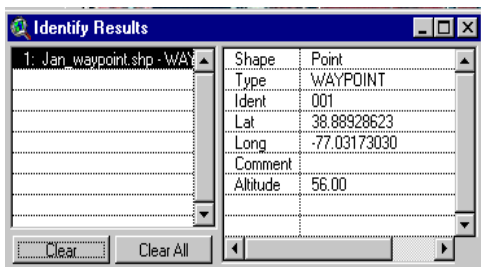 Identify Results
1: Jan_waypoint.shp - WAY
Shape Point
Type WAYPOINT
Ident 001
Lat 38.88928623
Long -77.03173030
Comment
Altitude 56.00
Clear Clear All